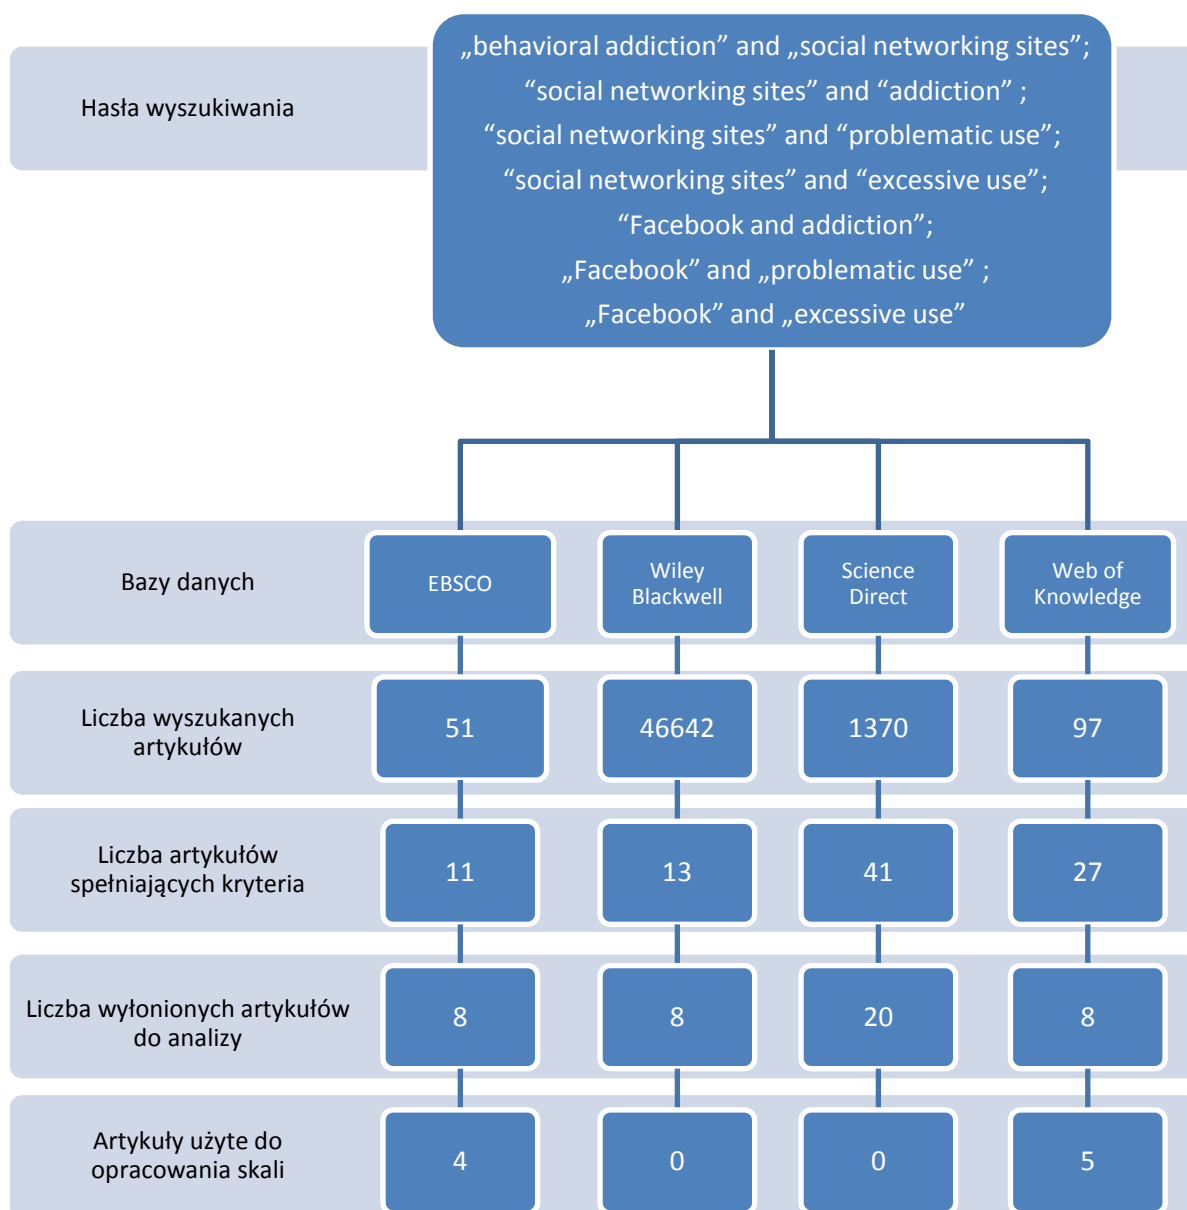 Hasła wyszukiwania
„behavioral addiction” and „social networking sites”;
“social networking sites” and “addiction” ;
“social networking sites” and “problematic use”;
“social networking sites” and “excessive use”;
“Facebook and addiction”;
„Facebook” and „problematic use” ;
„Facebook” and „excessive use”
Bazy danych
EBSCO
Wiley
Blackwell
Science
Direct
Web of
Knowledge
Liczba wyszukanych
artykułów
51
46642
1370
97
Liczba artykułów
spełniających kryteria
11
13
41
27
Liczba wyłonionych artykułów
do analizy
8
8
20
8
Artykuły użyte do
opracowania skali
4
0
0
5